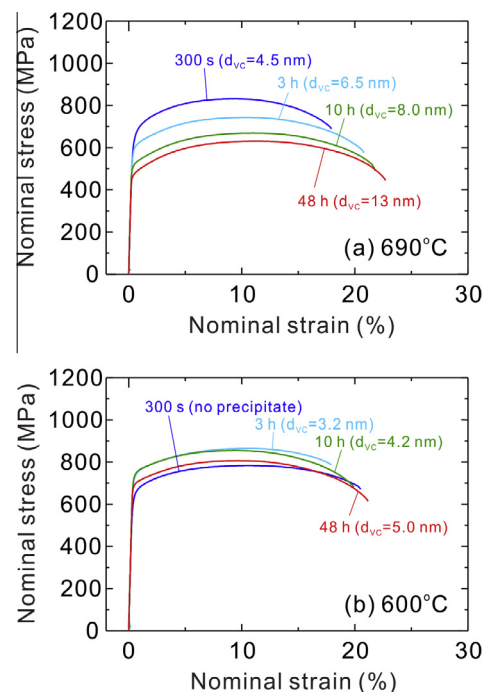 1200
1000
800
600
400
200
0
Nominal stress (MPa)
300 s (d_VC=4.5 nm)
3 h (d_VC=6.5 nm)
10 h (d_VC=8.0 nm)
48 h (d_VC=13 nm)
(a) 690°C
0 10 20 30
Nominal strain (%)
1200
1000
800
600
400
200
0
Nominal stress (MPa)
300 s (no precipitate)
3 h (d_VC=3.2 nm)
10 h (d_VC=4.2 nm)
48 h (d_VC=5.0 nm)
(b) 600°C
0 10 20 30
Nominal strain (%)